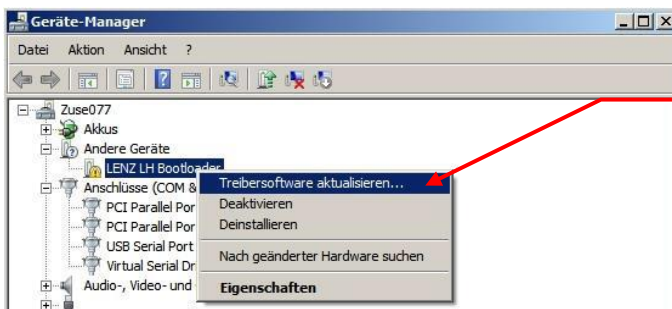 Geräte-Manager
Datei Aktion Ansicht ?
Zuse077
Akkus
Andere Geräte
LENZ LH Bootloader
Treibersoftware aktualisieren...
Anschlüsse (COM &
Deaktivieren
PCI Parallel Por
PCI Parallel Por
Deinstallieren
USB Serial Port
Nach geänderter Hardware suchen
Virtual Serial Dr
Audio-, Video- und
Eigenschaften